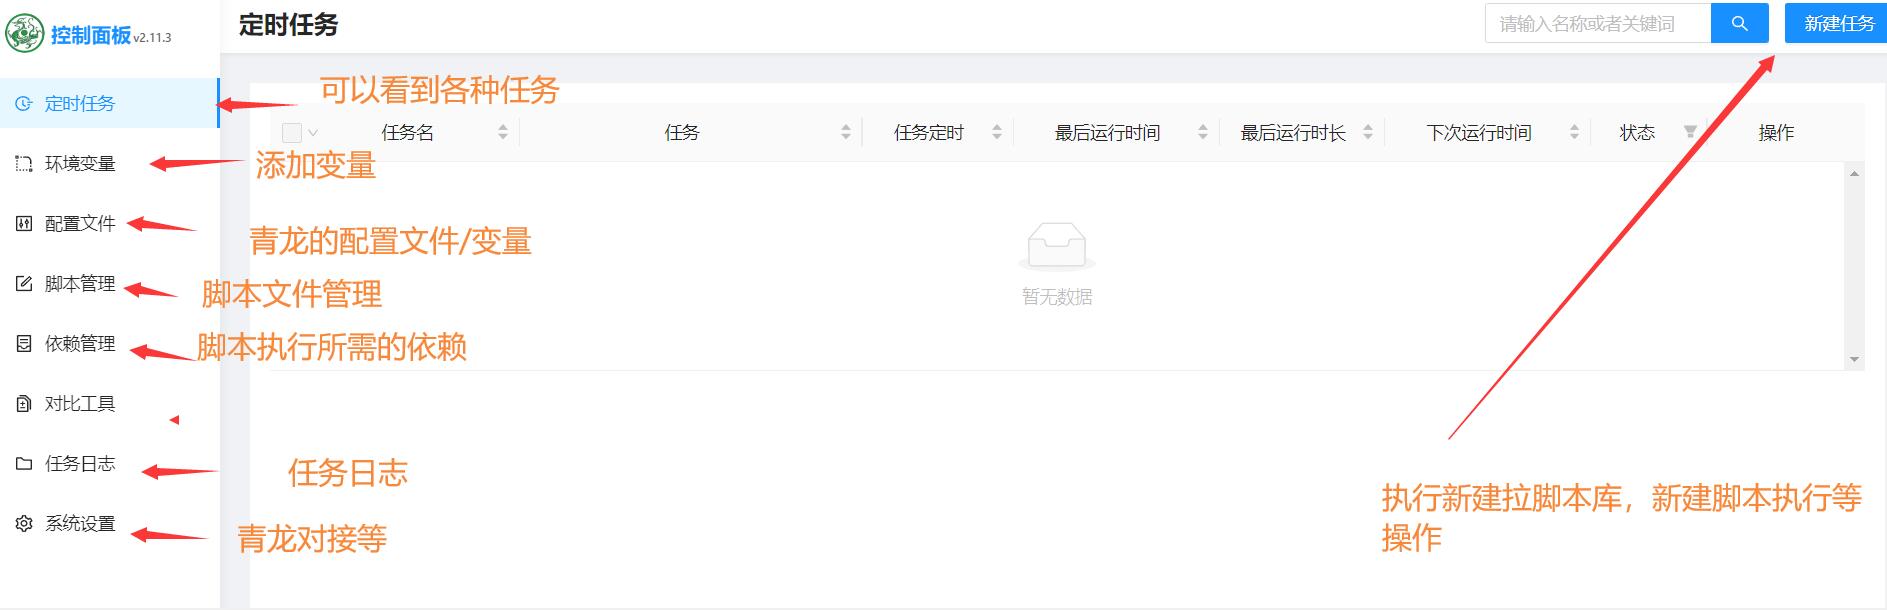 控制面板 v2.11.3
定时任务
请输入名称或者关键词
新建任务
定时任务
可以看到各种任务
任务名
任务
任务定时
最后运行时间
最后运行时长
下次运行时间
状态
操作
环境变量
添加变量
配置文件
青龙的配置文件/变量
脚本管理
脚本文件管理
暂无数据
依赖管理
脚本执行所需的依赖
对比工具
任务日志
任务日志
系统设置
青龙对接等
执行新建拉脚本库，新建脚本执行等
操作